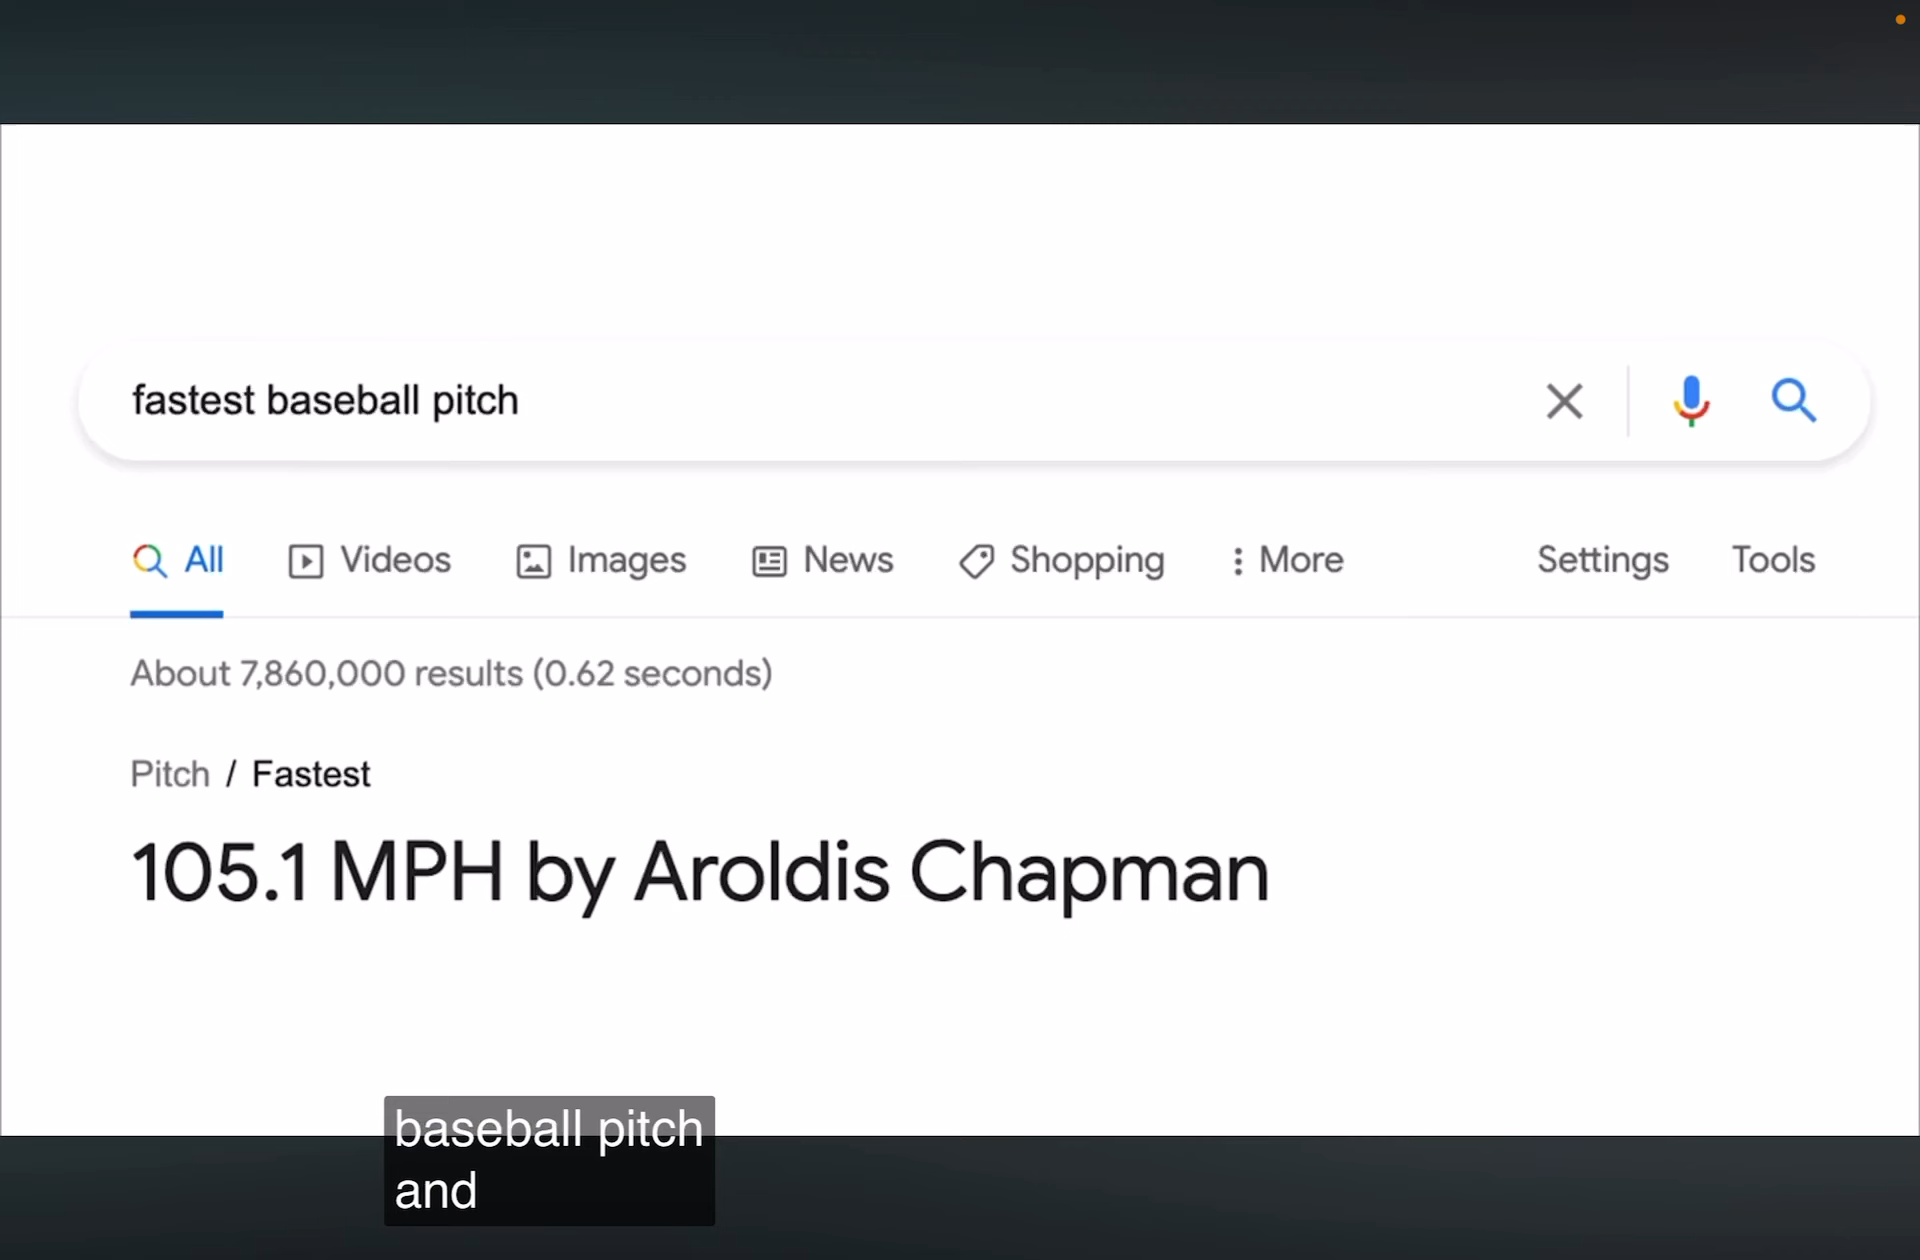 fastest baseball pitch
All Videos Images News Shopping More Settings Tools
About 7,860,000 results (0.62 seconds)
Pitch / Fastest
105.1 MPH by Aroldis Chapman
baseball pitch
and